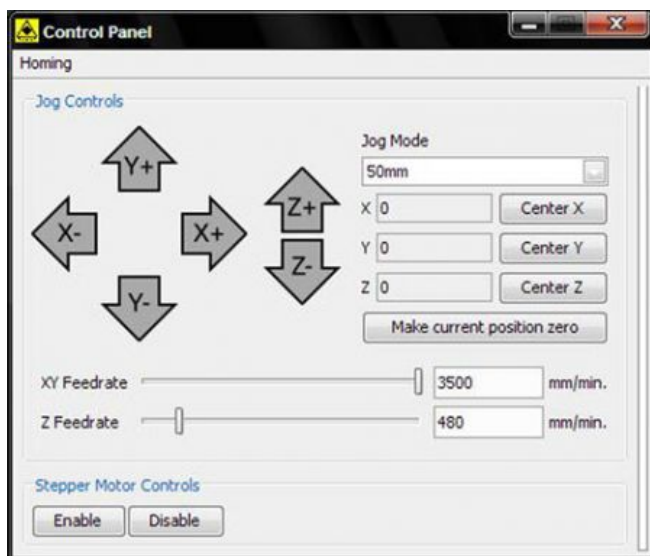 Control Panel
Homing
Jog Controls
Y+
X-
X+
Y-
Z+
Z-
Jog Mode
50mm
X 0 Center X
Y 0 Center Y
Z 0 Center Z
Make current position zero
XY Feedrate 3500 mm/min.
Z Feedrate 480 mm/min.
Stepper Motor Controls
Enable Disable